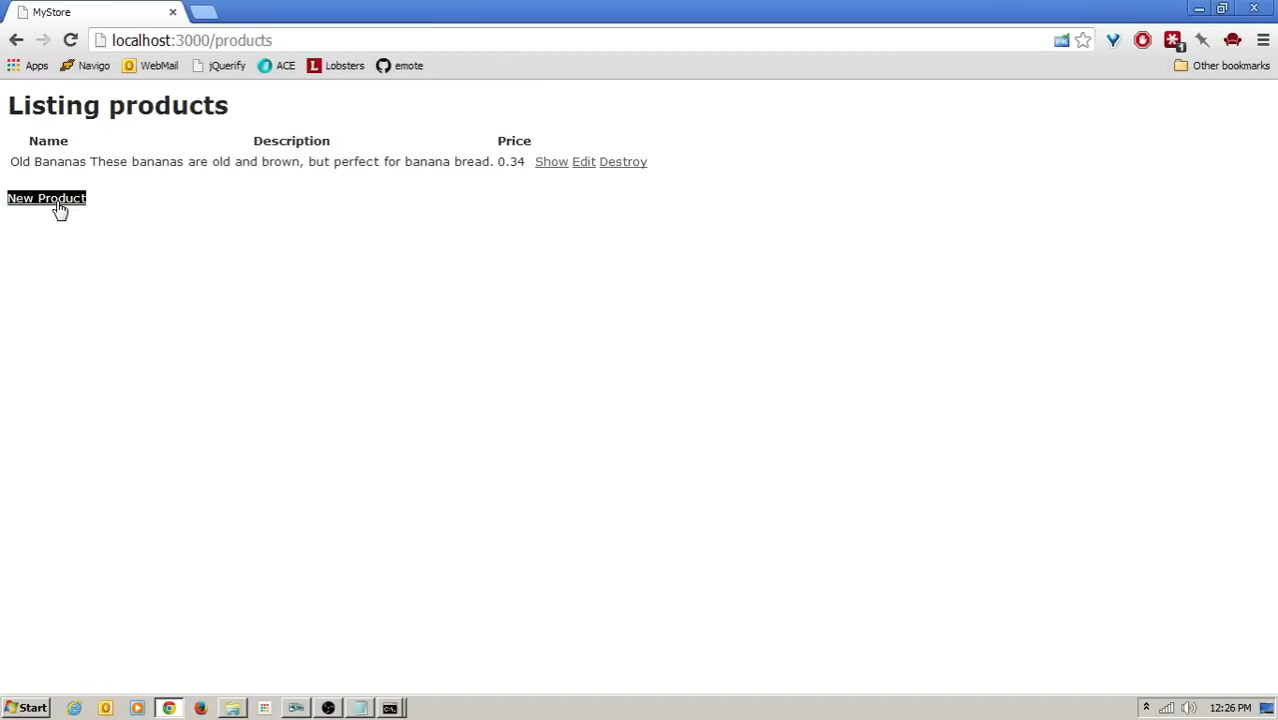 MyStore
localhost:3000/products
Apps Navigo WebMail jQuerify ACE Lobsters emote Other bookmarks
Listing products
Name Description Price
Old Bananas These bananas are old and brown, but perfect for banana bread. 0.34 Show Edit Destroy
New Product
Start 12:26 PM